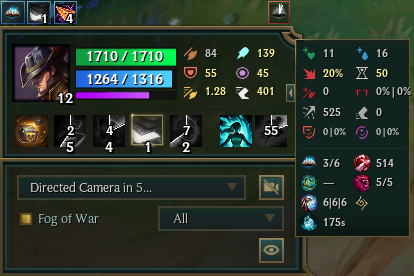 1 4
1710 / 1710 84 139
1264 / 1316 55 45
12 1.28 401
2 4 7 55
5 4 1 2
11 16
20% 50
0 0%|0%
525 0
0|0% 0|0%
3/6 514
— 5/5
6|6|6
175s
Directed Camera in 5...
Fog of War All